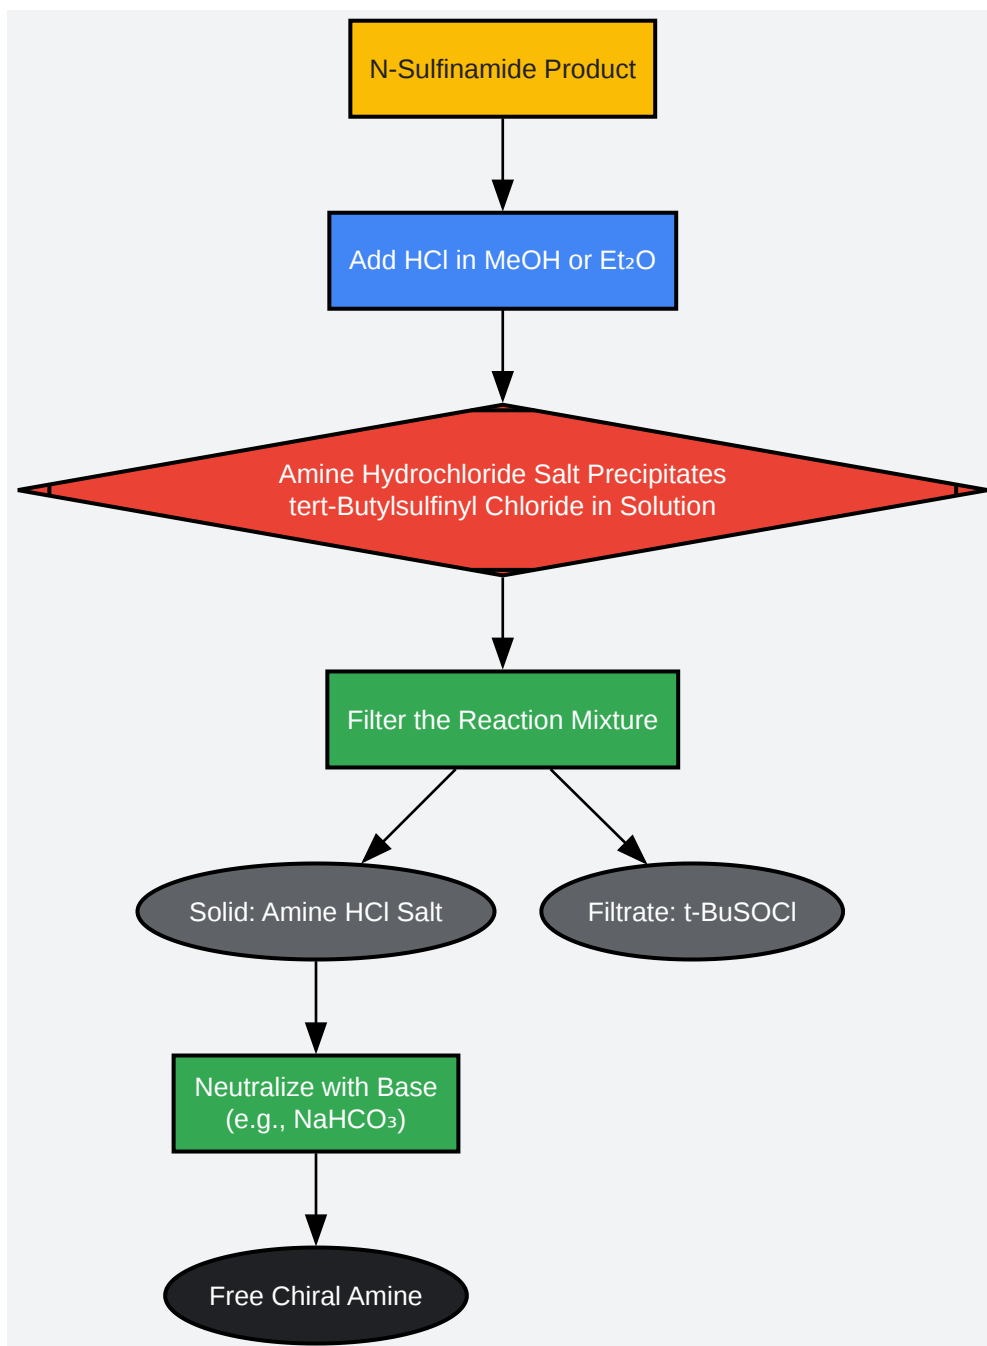 N-Sulfinamide Product
Add HCl in MeOH or Et₂O
Amine Hydrochloride Salt Precipitates
tert-Butylsulfinyl Chloride in Solution
Filter the Reaction Mixture
Solid: Amine HCl Salt
Filtrate: t-BuSOCl
Neutralize with Base
(e.g., NaHCO₃)
Free Chiral Amine